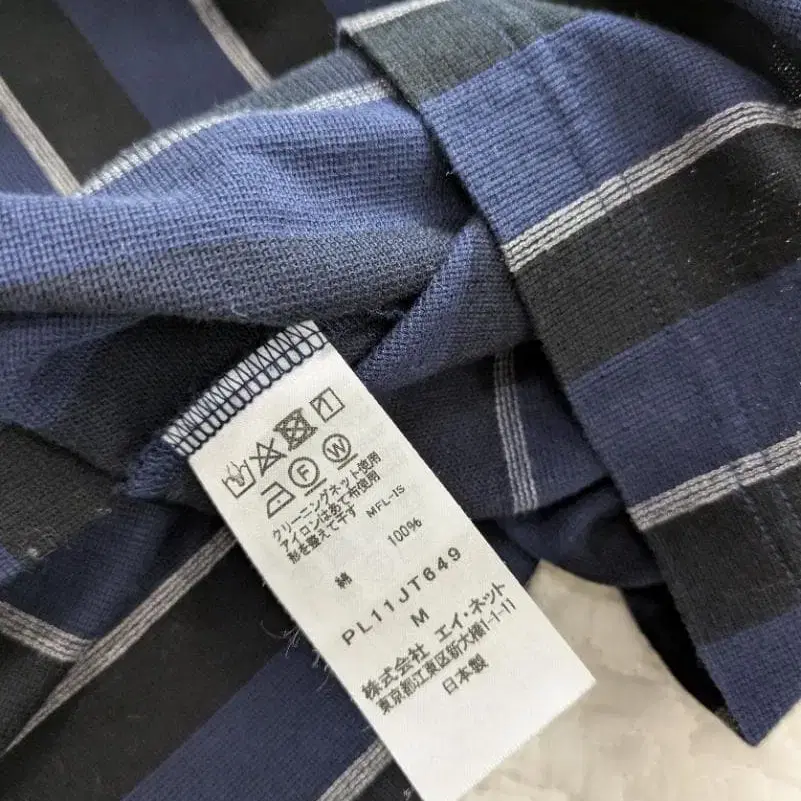 F W
クリーニングネット使用
アイロンはあて布使用
形を整えて干す MFL-IS
綿 100%
PL11JT649
M
株式会社 エイ・ネット
東京都江東区新大橋1-1-11
日本製